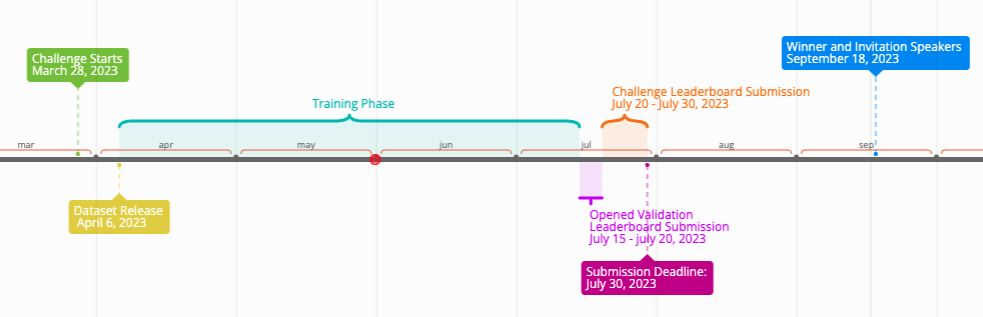 Challenge Starts
March 28, 2023
Training Phase
Challenge Leaderboard Submission
July 20 - July 30, 2023
Winner and Invitation Speakers
September 18, 2023
mar apr may jun jul aug sep
Dataset Release
April 6, 2023
Opened Validation
Leaderboard Submission
July 15 - july 20, 2023
Submission Deadline:
July 30, 2023